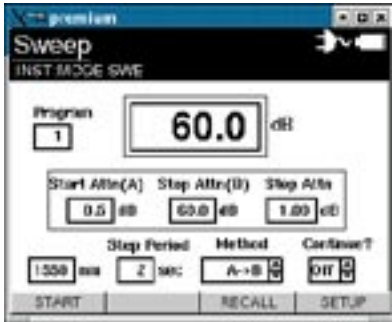 premium
Sweep
INST MODE SWE
Program
1
60.0 dB
Start Attn(A) Stop Attn(B) Step Attn
0.5 dB 60.0 dB 1.00 dB
Step Period Method Continue?
1550 nm 2 sec A->B Off
START RECALL SETUP